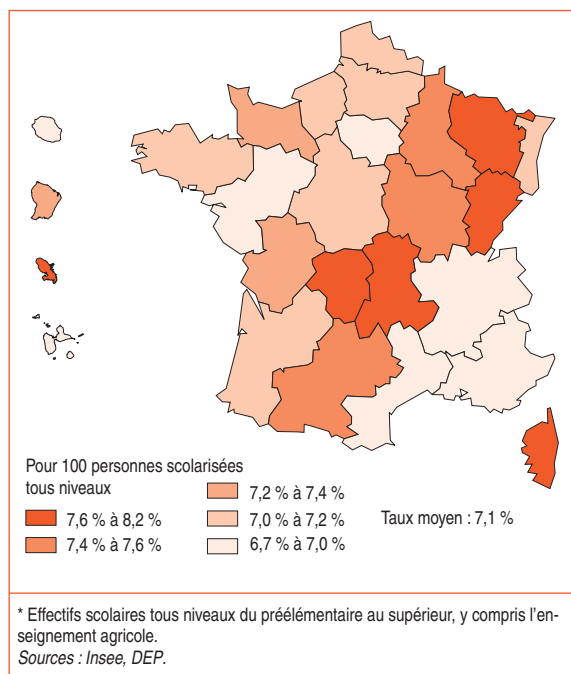 Pour 100 personnes scolarisées
tous niveaux
7,6 % à 8,2 %
7,4 % à 7,6 %
7,2 % à 7,4 %
7,0 % à 7,2 %
6,7 % à 7,0 %
Taux moyen : 7,1 %
* Effectifs scolaires tous niveaux du préélémentaire au supérieur, y compris l'en-
seignement agricole.
Sources : Insee, DEP.